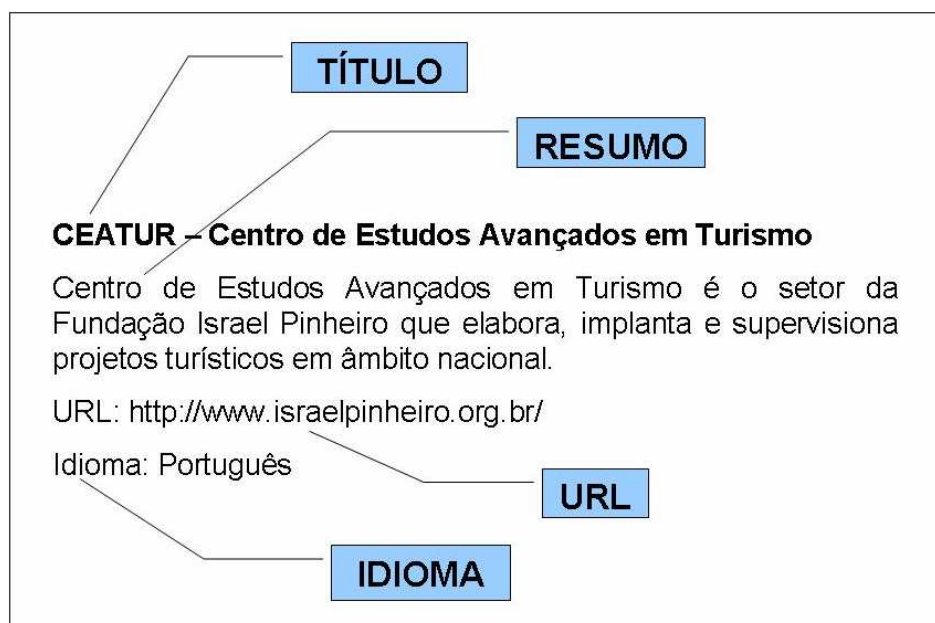 TÍTULO
RESUMO
CEATUR – Centro de Estudos Avançados em Turismo
Centro de Estudos Avançados em Turismo é o setor da
Fundação Israel Pinheiro que elabora, implanta e supervisiona
projetos turísticos em âmbito nacional.
URL: http://www.israelpinheiro.org.br/
Idioma: Português
URL
IDIOMA